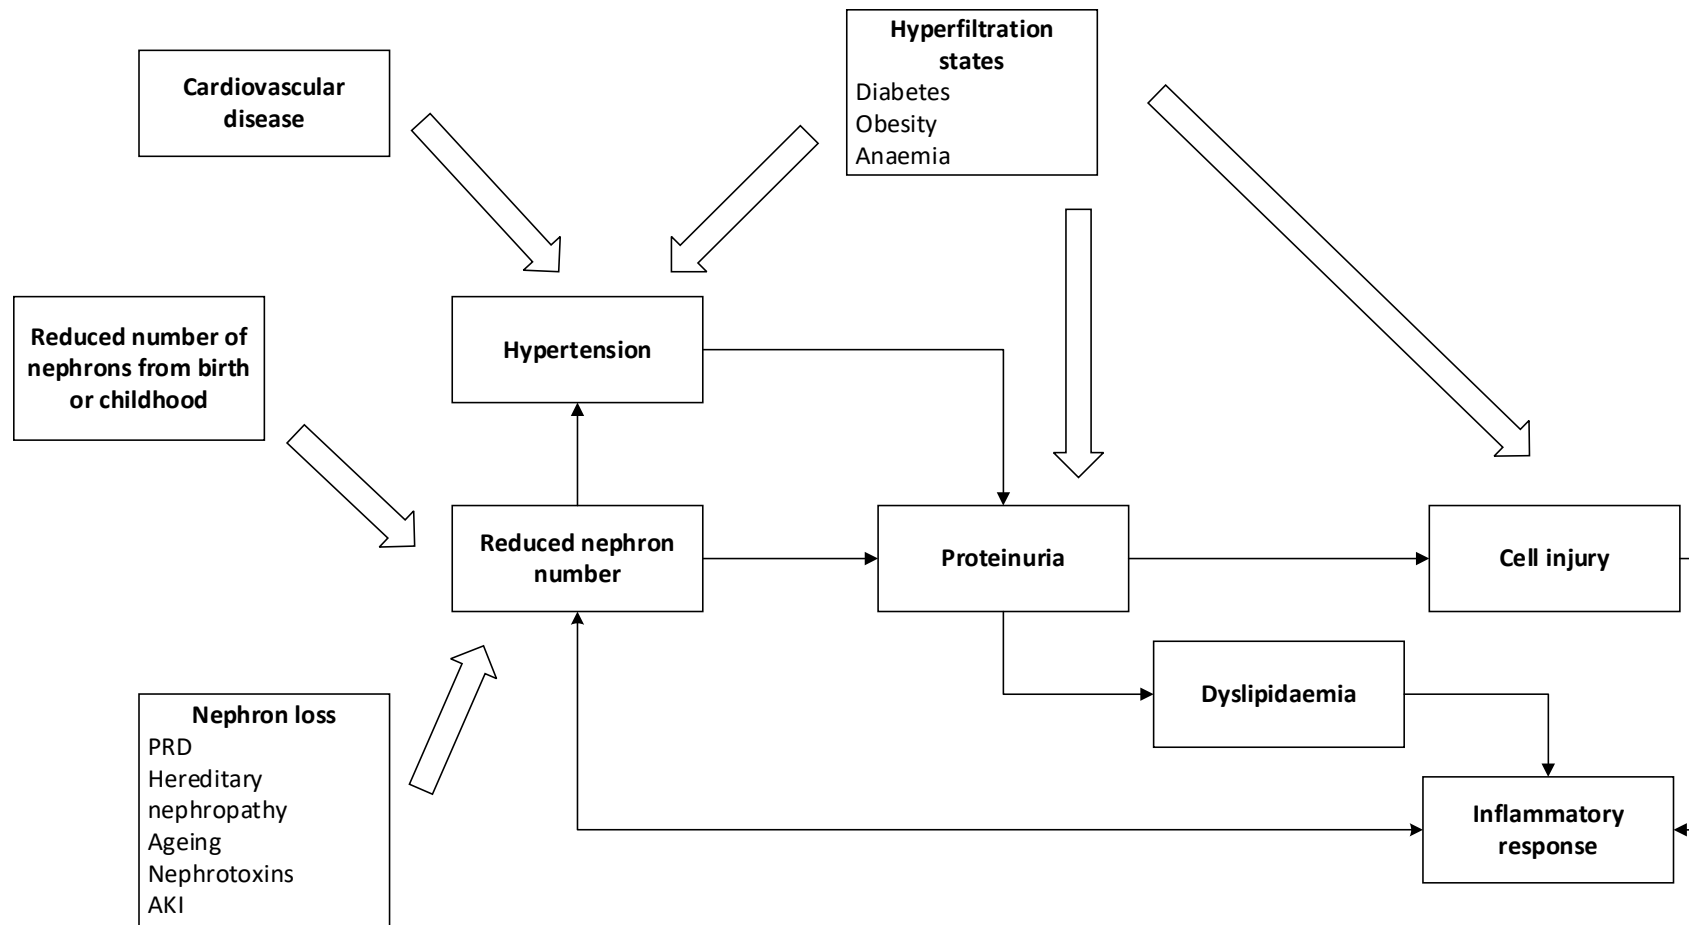 Hyperfiltration
states
Diabetes
Obesity
Anaemia
Cardiovascular
disease
Reduced number of
nephrons from birth
or childhood
Hypertension
Reduced nephron
number
Proteinuria
Cell injury
Dyslipidaemia
Nephron loss
PRD
Hereditary
nephropathy
Ageing
Nephrotoxins
AKI
Inflammatory
response